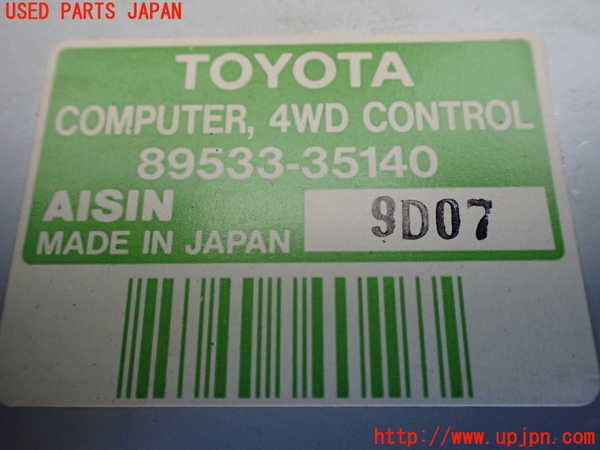 USED PARTS JAPAN
TOYOTA
COMPUTER, 4WD CONTROL
89533-35140
AISIN
9D07
MADE IN JAPAN
http://www.upjpn.com/